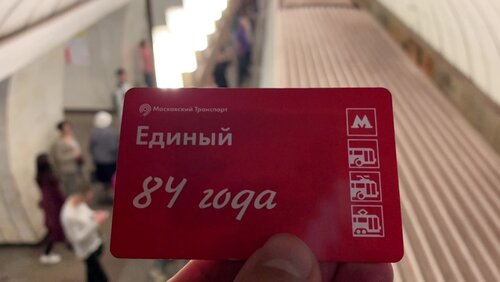 Московский Транспорт
Единый
84 года
М